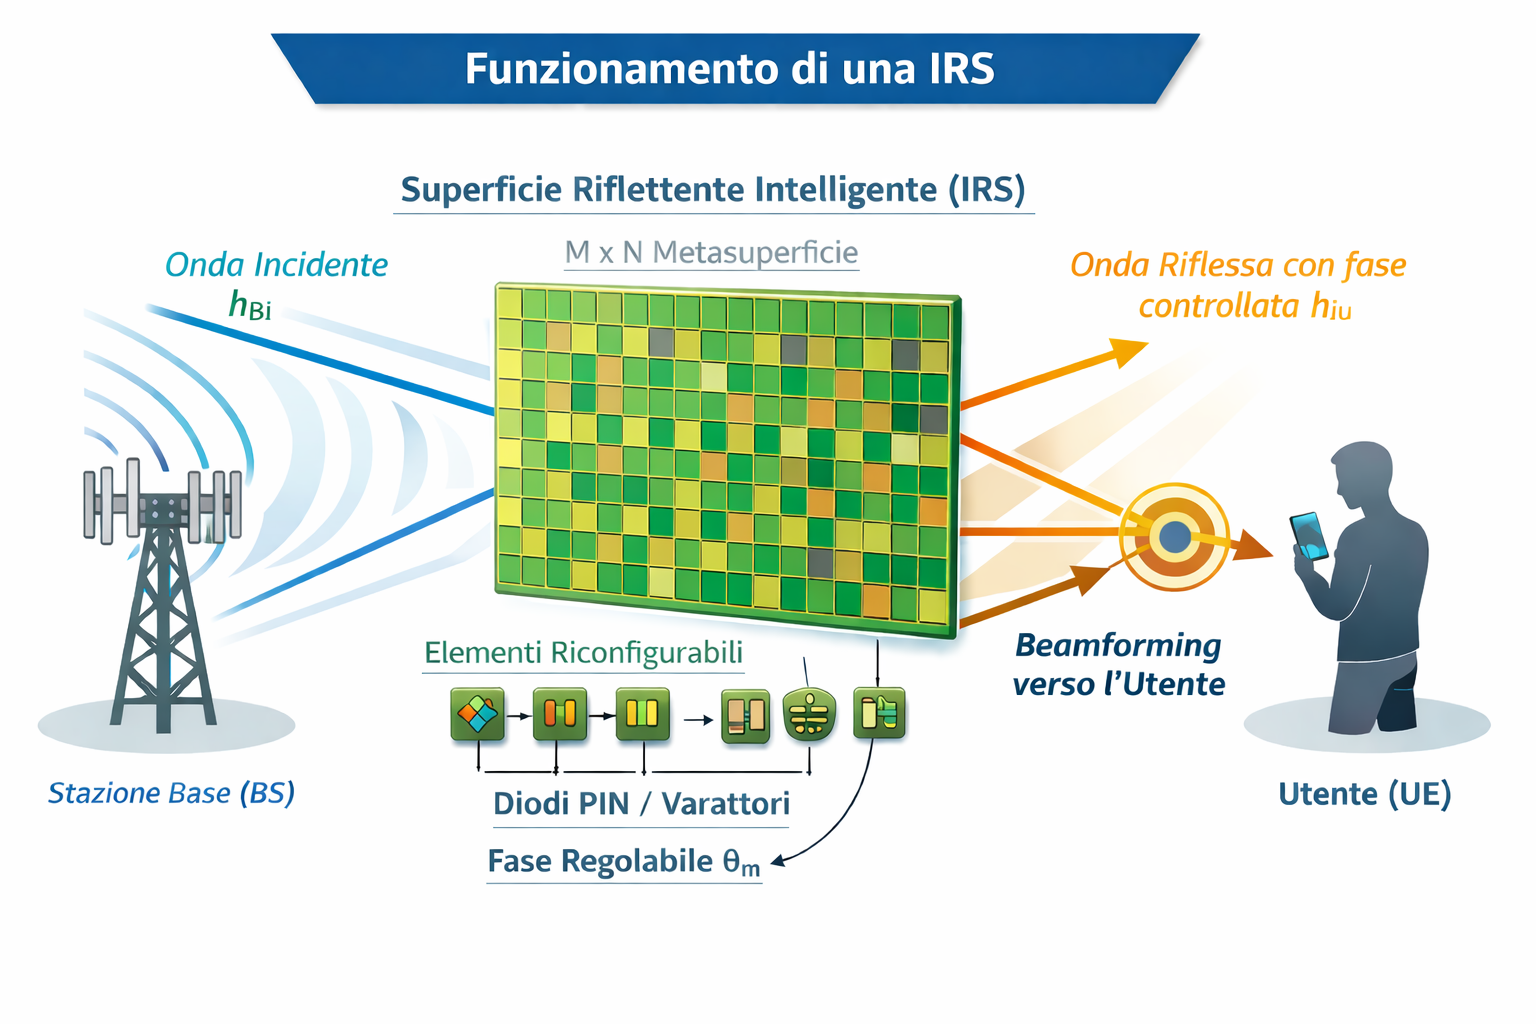 Funzionamento di una IRS
Superficie Riflettente Intelligente (IRS)
M x N Metasuperficie
Onda Incidente
hBi
Onda Riflessa con fase
controllata hiu
Elementi Riconfigurabili
Beamforming
verso l'Utente
Stazione Base (BS)
Utente (UE)
Diodi PIN / Varattori
Fase Regolabile θm